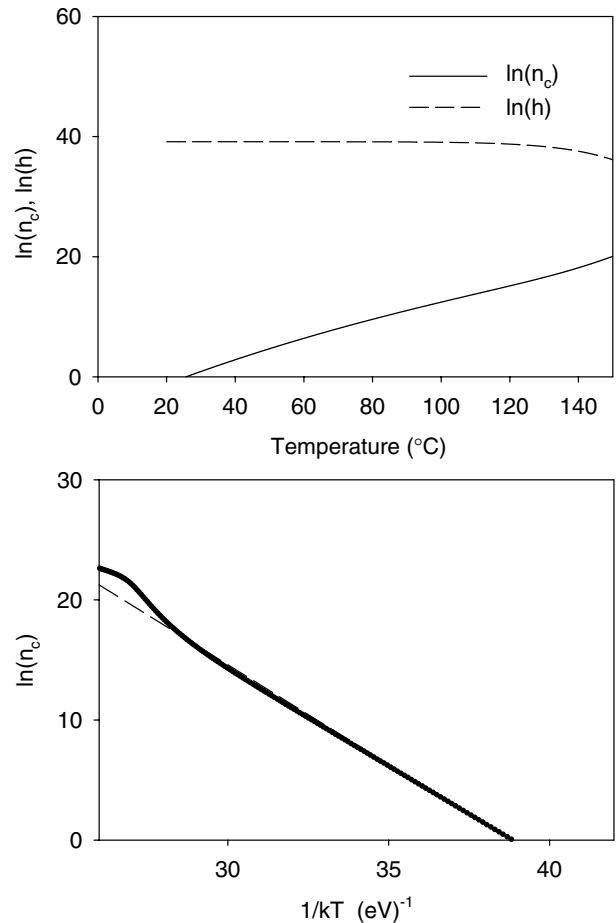 60
40
20
0
ln(n_c), ln(h)
ln(n_c)
ln(h)
0 20 40 60 80 100 120 140
Temperature (°C)
30
20
10
0
ln(n_c)
30 35 40
1/kT (eV)^-1